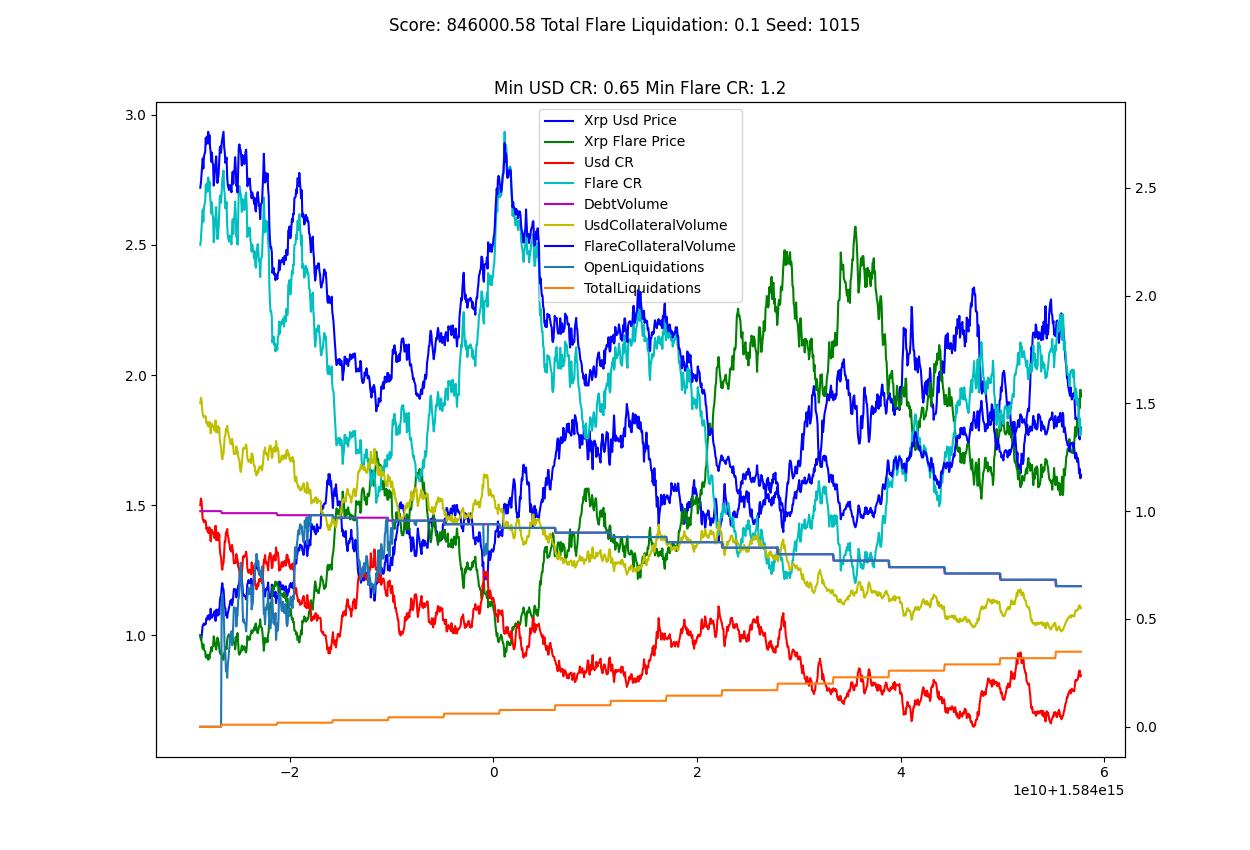 Score: 846000.58 Total Flare Liquidation: 0.1 Seed: 1015
Min USD CR: 0.65 Min Flare CR: 1.2
3.0
2.5
2.0
1.5
1.0
Xrp Usd Price
Xrp Flare Price
Usd CR
Flare CR
DebtVolume
UsdCollateralVolume
FlareCollateralVolume
OpenLiquidations
TotalLiquidations
2.5
2.0
1.5
1.0
0.5
0.0
−2 0 2 4 6
1e10+1.584e15